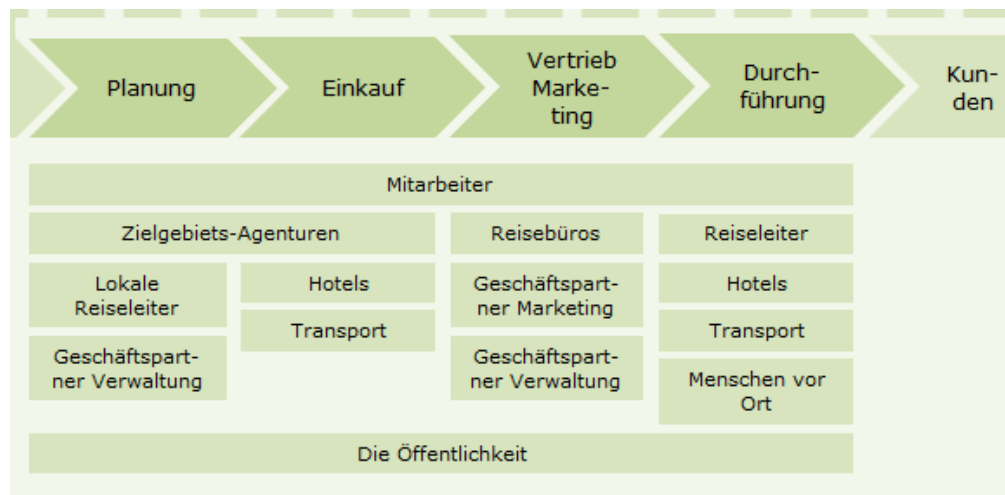 Planung
Einkauf
Vertrieb
Marke-
ting
Durch-
führung
Kun-
den
Mitarbeiter
Zielgebiets-Agenturen
Reisebüros
Reiseleiter
Lokale
Reiseleiter
Hotels
Geschäftspart-
ner Marketing
Hotels
Transport
Transport
Geschäftspart-
ner Verwaltung
Geschäftspart-
ner Verwaltung
Menschen vor
Ort
Die Öffentlichkeit